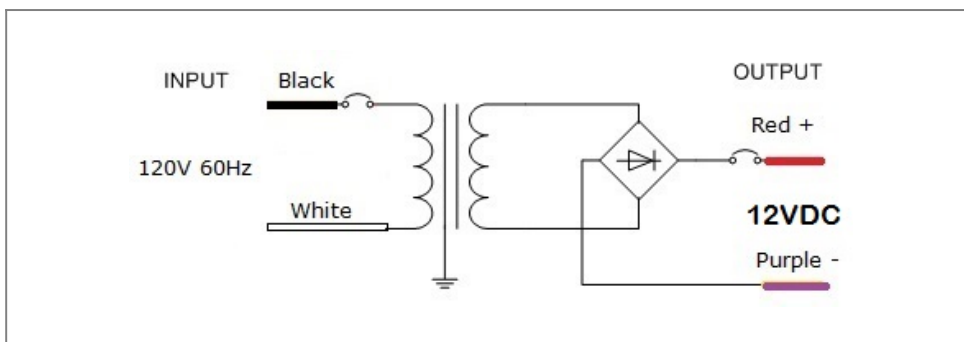 INPUT
Black
120V 60Hz
White
OUTPUT
Red +
12VDC
Purple -